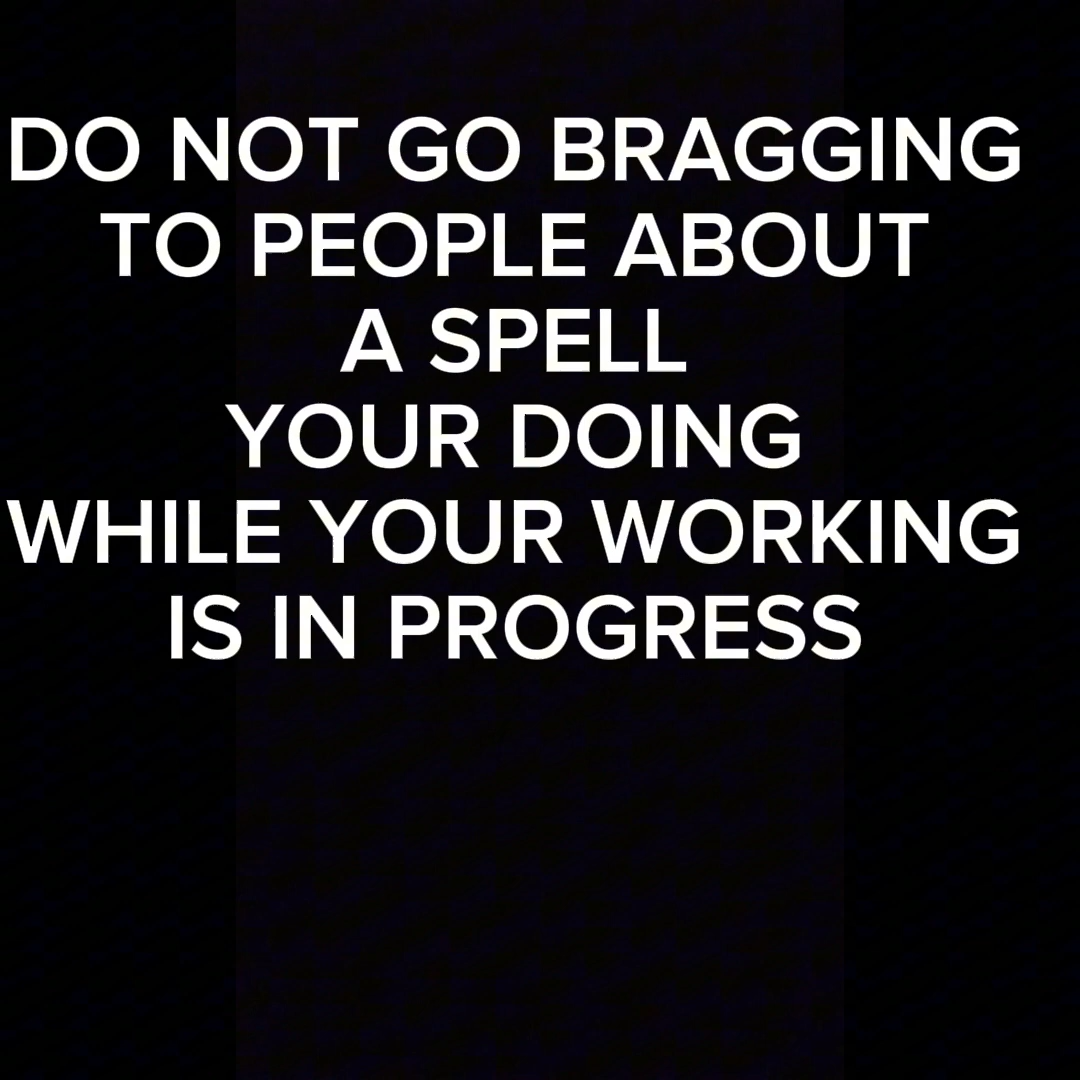 DO NOT GO BRAGGING
TO PEOPLE ABOUT
A SPELL
YOUR DOING
WHILE YOUR WORKING
IS IN PROGRESS